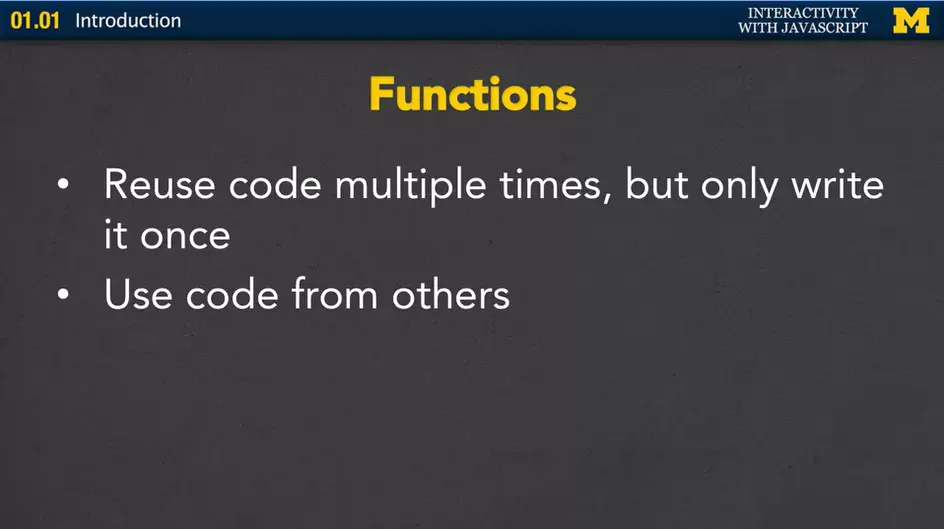 01.01 Introduction
INTERACTIVITY
WITH JAVASCRIPT
M
Functions
• Reuse code multiple times, but only write
it once
• Use code from others